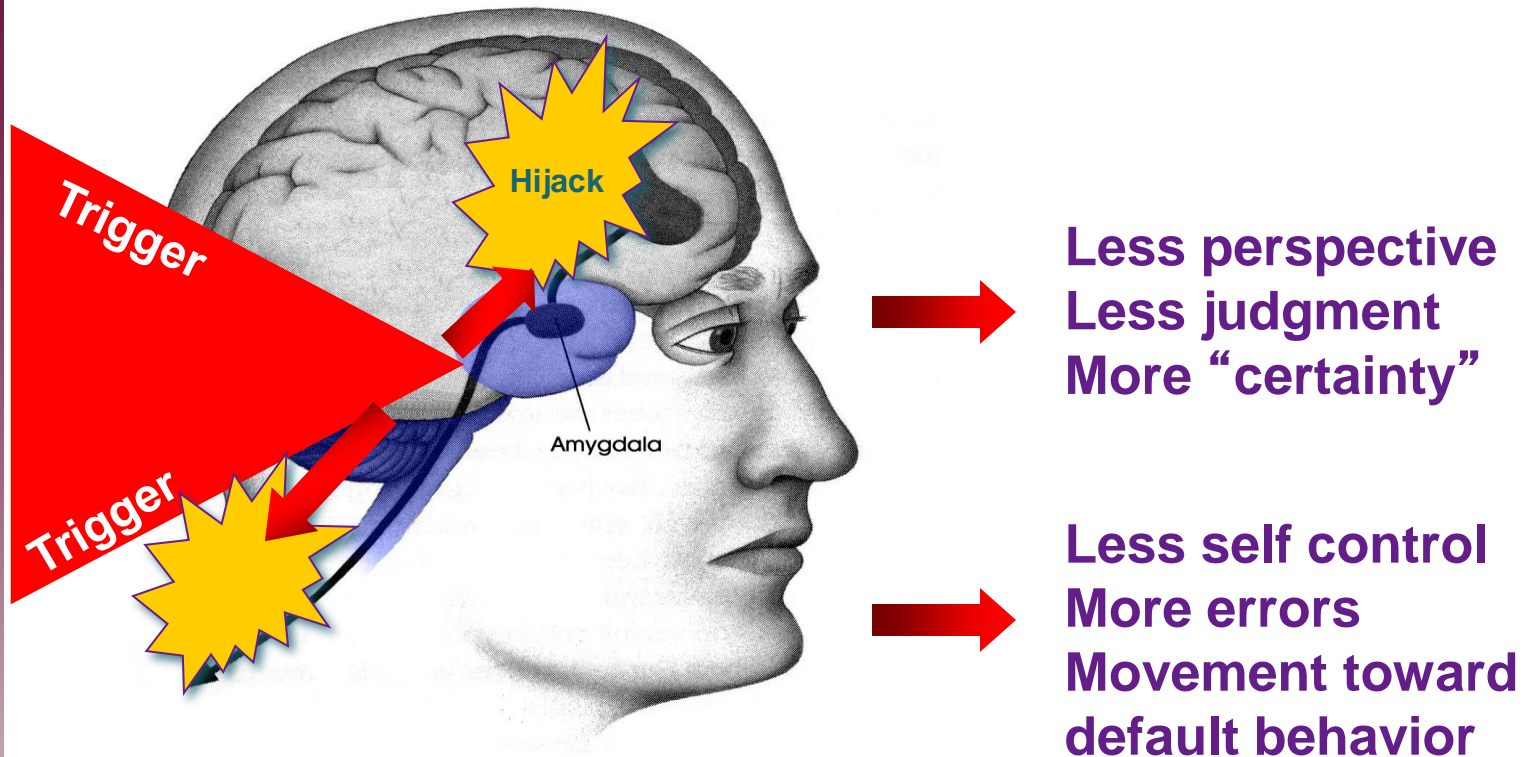 Trigger
Hijack
Less perspective
Less judgment
More “certainty”
Amygdala
Trigger
Less self control
More errors
Movement toward
default behavior